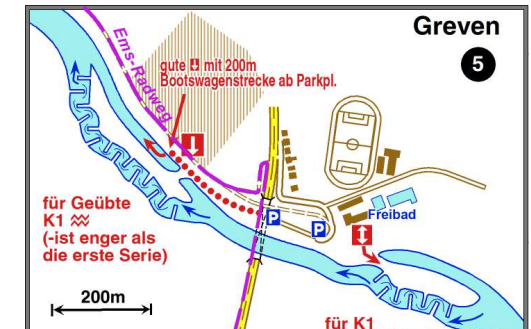 Greven
5
Ems-Radweg
gute mit 200m
Bootswagenstrecke ab Parkpl.
für Geübte
K1
(-ist enger als
die erste Serie)
P
P
Freibad
200m
für K1